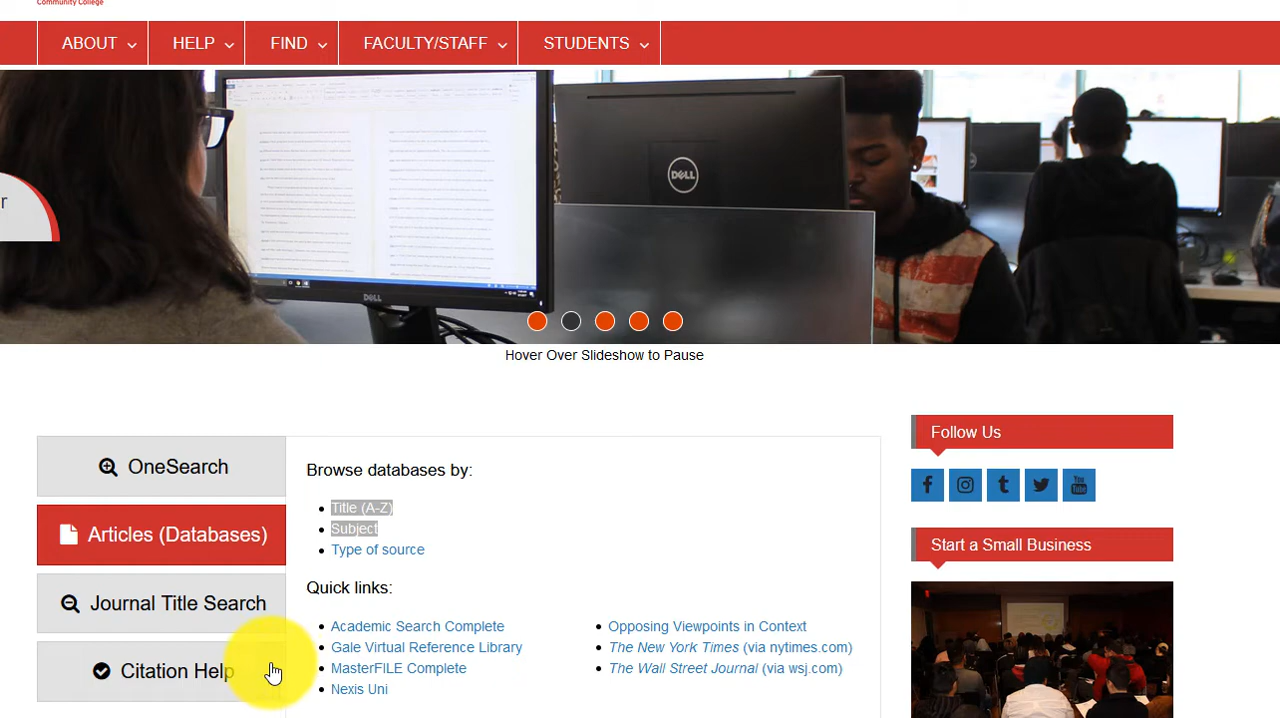 Community College
ABOUT
HELP
FIND
FACULTY/STAFF
STUDENTS
r
DELL
DELL
Hover Over Slideshow to Pause
OneSearch
Articles (Databases)
Journal Title Search
Citation Help
Browse databases by:
Title (A-Z)
Subject
Type of source
Quick links:
Academic Search Complete
Gale Virtual Reference Library
MasterFILE Complete
Nexis Uni
Opposing Viewpoints in Context
The New York Times (via nytimes.com)
The Wall Street Journal (via wsj.com)
Follow Us
f
t
You
Tube
Start a Small Business